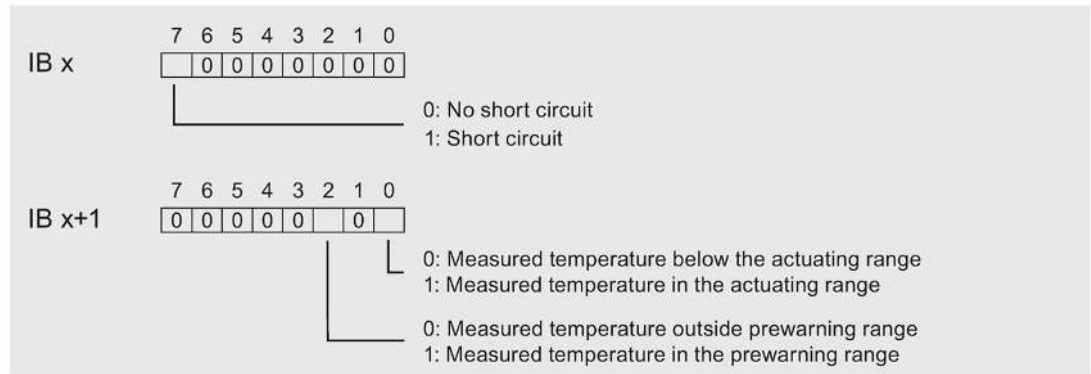 7 6 5 4 3 2 1 0
IB x 0 0 0 0 0 0 0
0: No short circuit
1: Short circuit
7 6 5 4 3 2 1 0
IB x+1 0 0 0 0 0 0
0: Measured temperature below the actuating range
1: Measured temperature in the actuating range
0: Measured temperature outside prewarning range
1: Measured temperature in the prewarning range